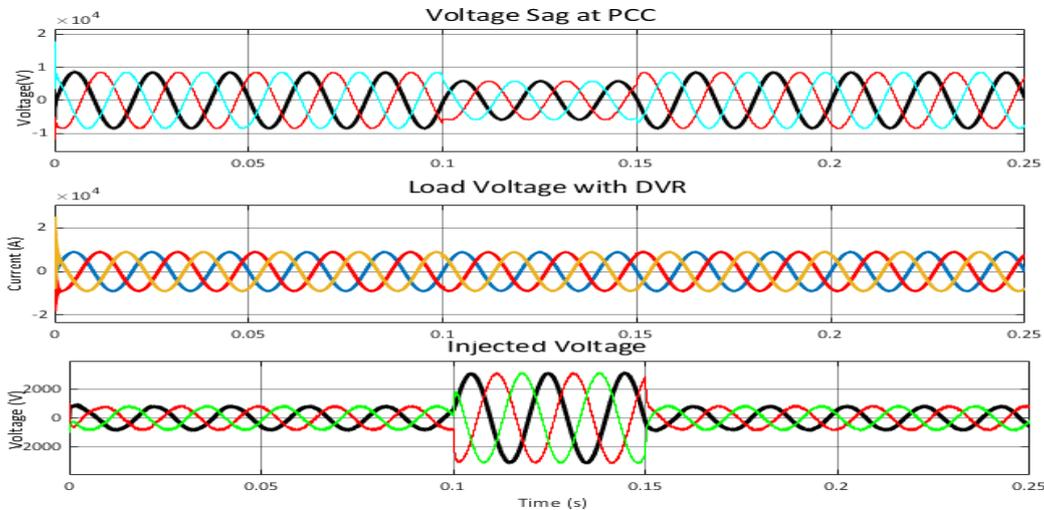 Voltage Sag at PCC
×10⁴
2
1
0
-1
Voltage(V)
0 0.05 0.1 0.15 0.2 0.25
Load Voltage with DVR
×10⁴
2
0
-2
Current (A)
0 0.05 0.1 0.15 0.2 0.25
Injected Voltage
2000
0
-2000
Voltage (V)
0 0.05 0.1 0.15 0.2 0.25
Time (s)